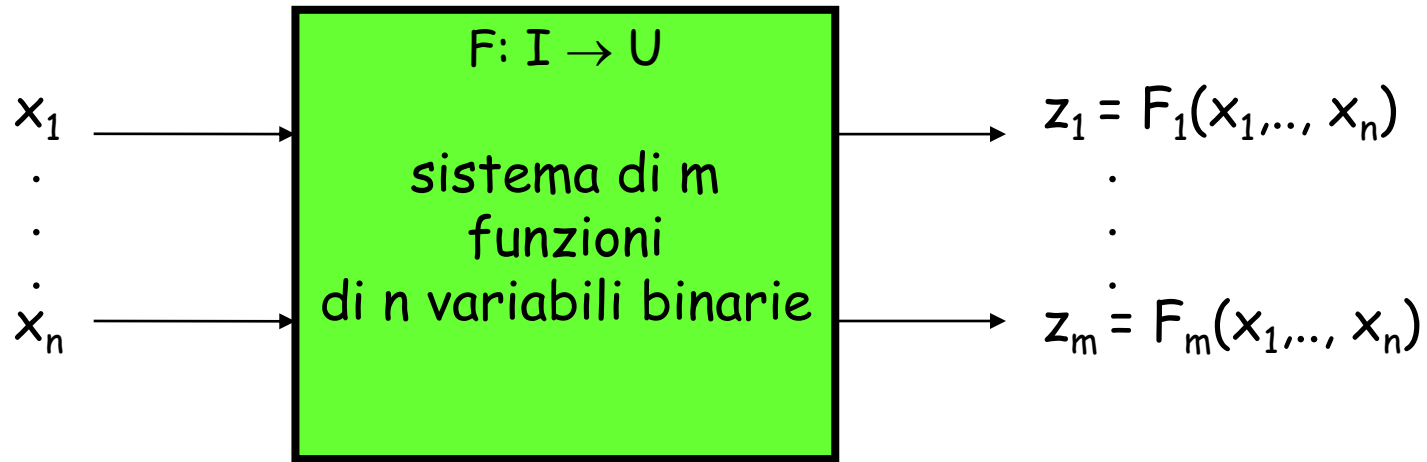 F: I → U
x₁
.
.
.
xₙ
sistema di m
funzioni
di n variabili binarie
z₁ = F₁(x₁,.., xₙ)
.
.
.
zₘ = Fₘ(x₁,.., xₙ)